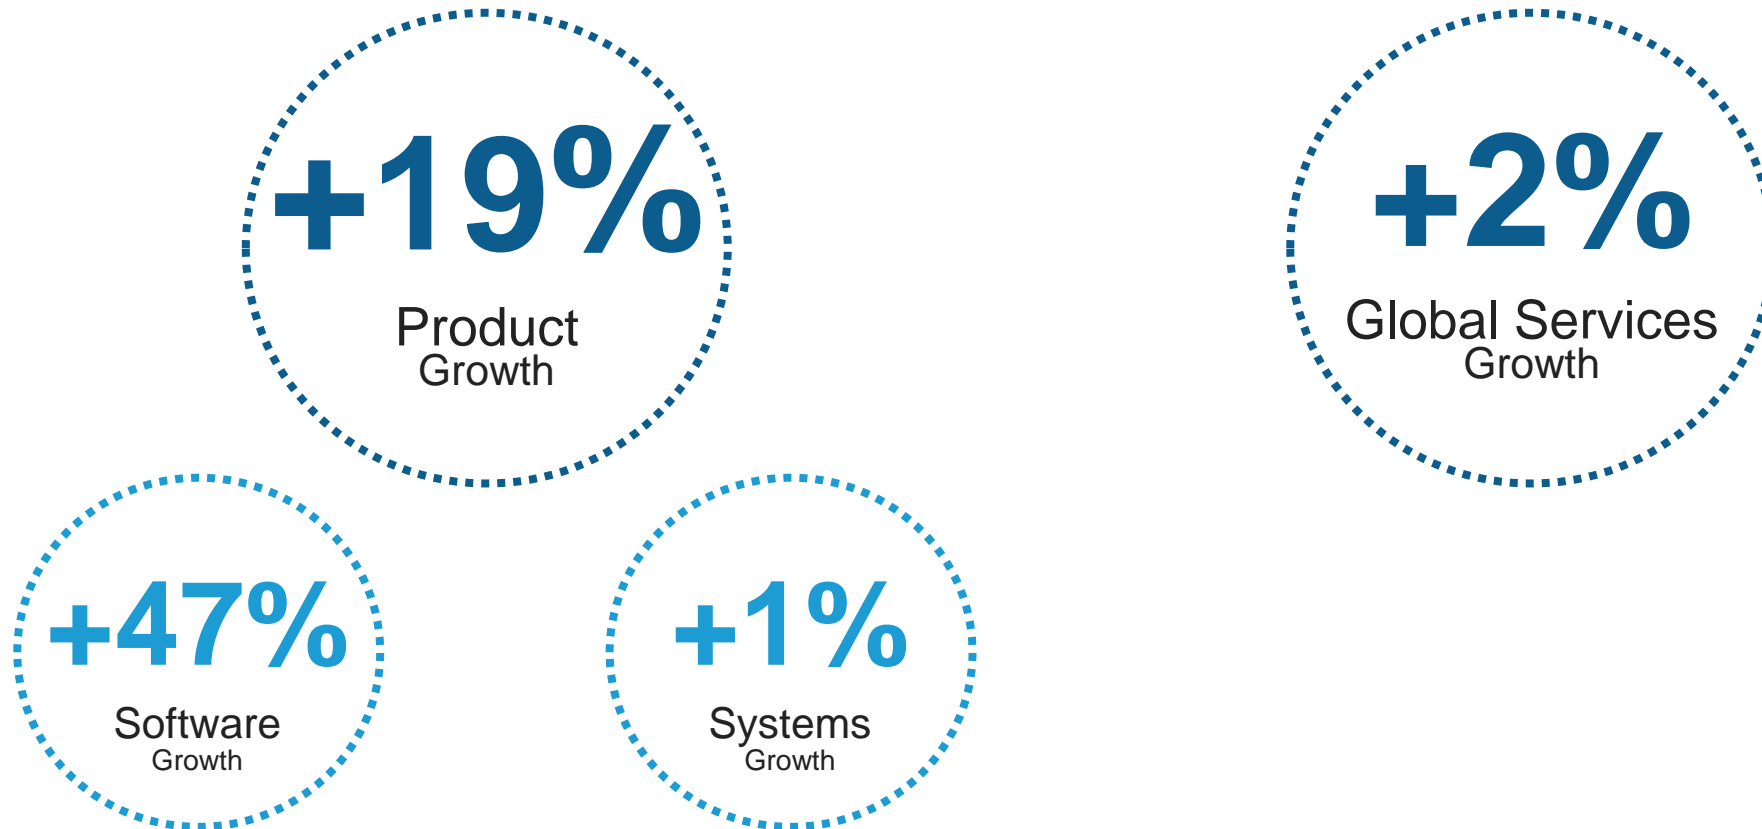 +19%
Product
Growth
+2%
Global Services
Growth
+47%
Software
Growth
+1%
Systems
Growth